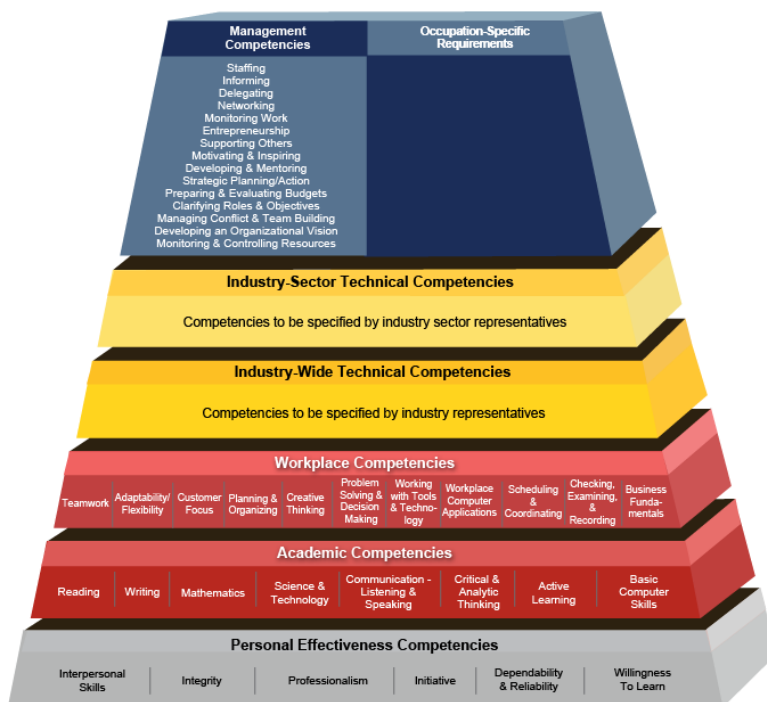 Management
Competencies
Occupation-Specific
Requirements
Staffing
Informing
Delegating
Networking
Monitoring Work
Entrepreneurship
Supporting Others
Motivating & Inspiring
Developing & Mentoring
Strategic Planning/Action
Preparing & Evaluating Budgets
Clarifying Roles & Objectives
Managing Conflict & Team Building
Developing an Organizational Vision
Monitoring & Controlling Resources
Industry-Sector Technical Competencies
Competencies to be specified by industry sector representatives
Industry-Wide Technical Competencies
Competencies to be specified by industry representatives
Workplace Competencies
Teamwork
Adaptability/
Flexibility
Customer
Focus
Planning &
Organizing
Creative
Thinking
Problem
Solving &
Decision
Making
Working
with Tools
& Techno-
logy
Workplace
Computer
Applications
Scheduling
&
Coordinating
Checking,
Examining,
&
Recording
Business
Funda-
mentals
Academic Competencies
Reading
Writing
Mathematics
Science &
Technology
Communication -
Listening &
Speaking
Critical &
Analytic
Thinking
Active
Learning
Basic
Computer
Skills
Personal Effectiveness Competencies
Interpersonal
Skills
Integrity
Professionalism
Initiative
Dependability
& Reliability
Willingness
To Learn